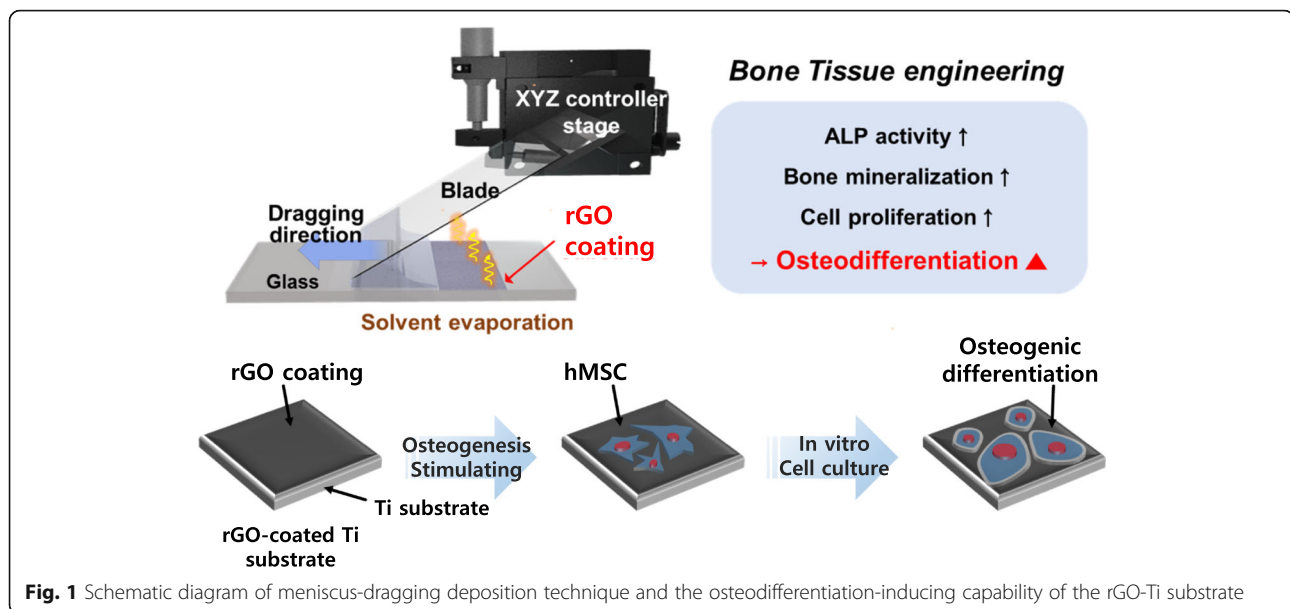 XYZ controller
stage
Blade
Dragging
direction
rGO
coating
Glass
Solvent evaporation
Bone Tissue engineering
ALP activity ↑
Bone mineralization ↑
Cell proliferation ↑
→ Osteodifferentiation ▲
rGO coating
Ti substrate
rGO-coated Ti
substrate
Osteogenesis
Stimulating
hMSC
In vitro
Cell culture
Osteogenic
differentiation
Fig. 1 Schematic diagram of meniscus-dragging deposition technique and the osteodifferentiation-inducing capability of the rGO-Ti substrate